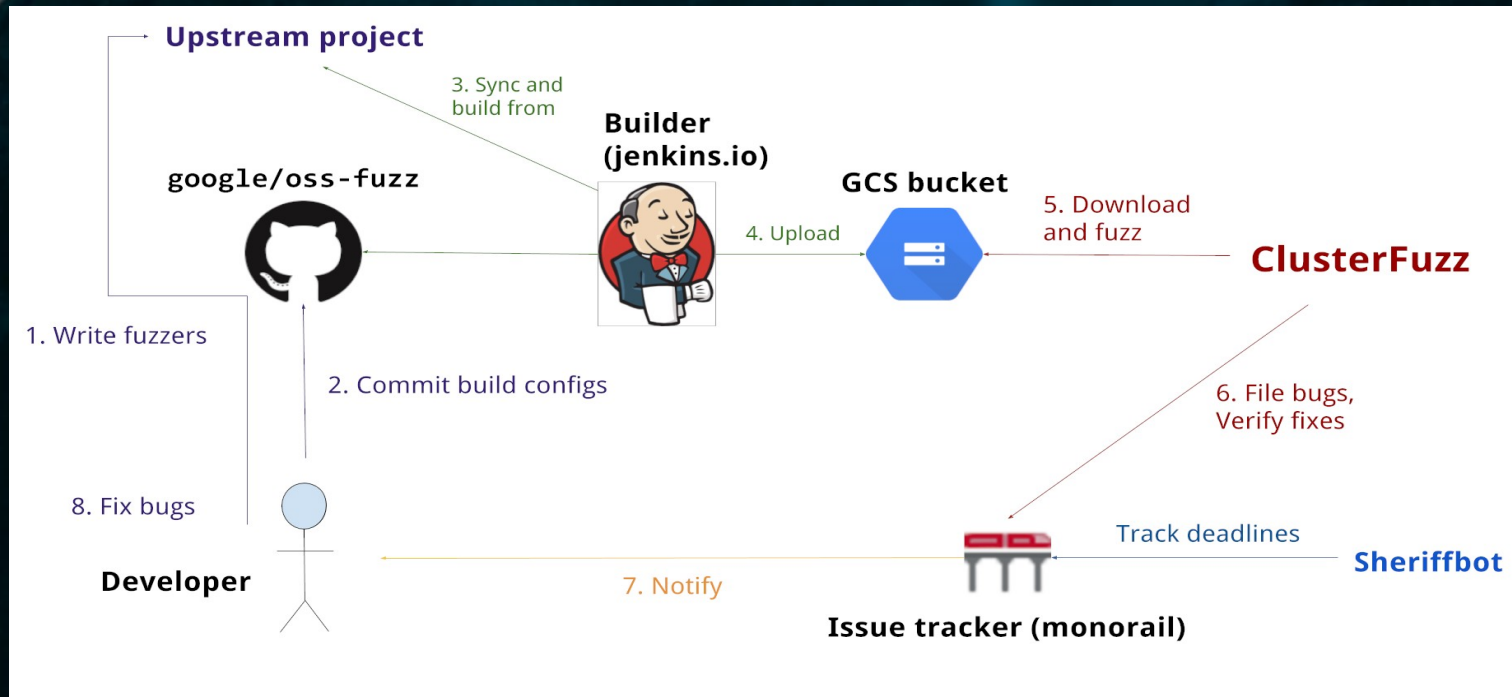 Upstream project
3. Sync and
build from
Builder
(jenkins.io)
google/oss-fuzz
GCS bucket
4. Upload
5. Download
and fuzz
ClusterFuzz
1. Write fuzzers
2. Commit build configs
6. File bugs,
Verify fixes
8. Fix bugs
Developer
7. Notify
Track deadlines
Sheriffbot
Issue tracker (monorail)